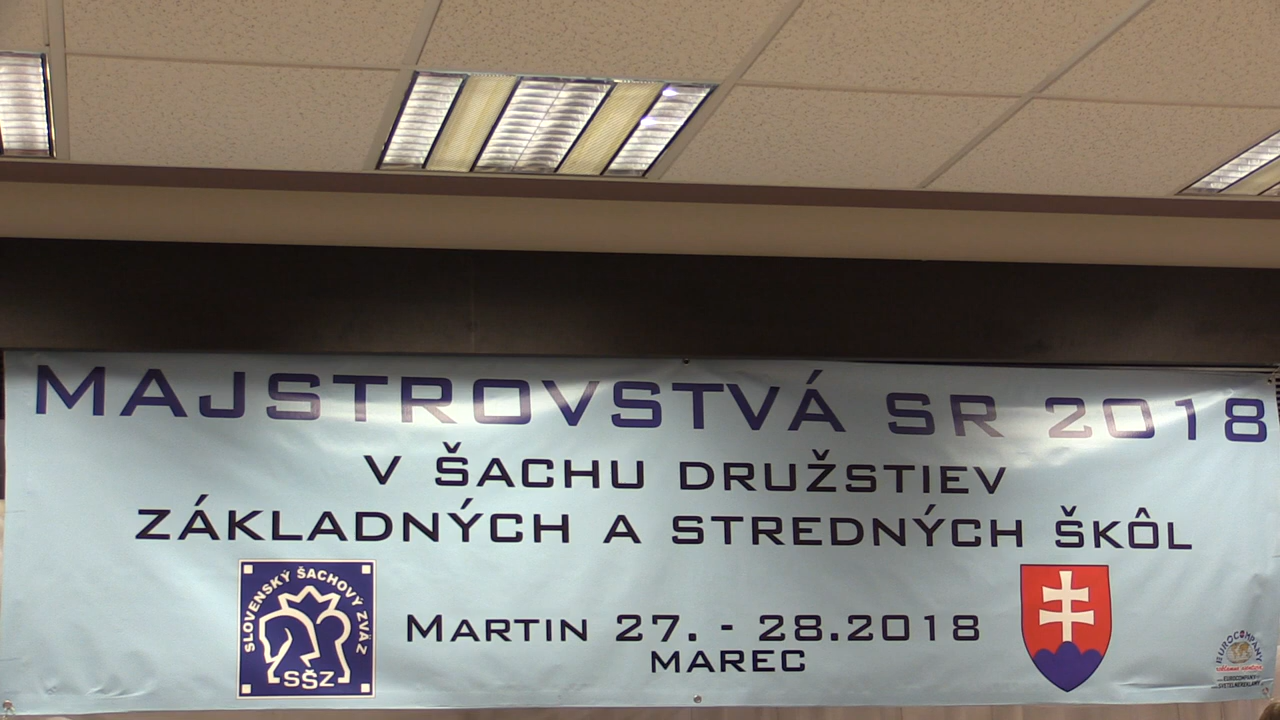 MAJSTROVSTVÁ SR 2018
V ŠACHU DRUŽSTIEV
ZÁKLADNÝCH A STREDNÝCH ŠKÔL
SLOVENSKÝ ŠACHOVÝ ZVÄZ
SŠZ
MARTIN 27. - 28.2018
MAREC
EUROCOMPANY